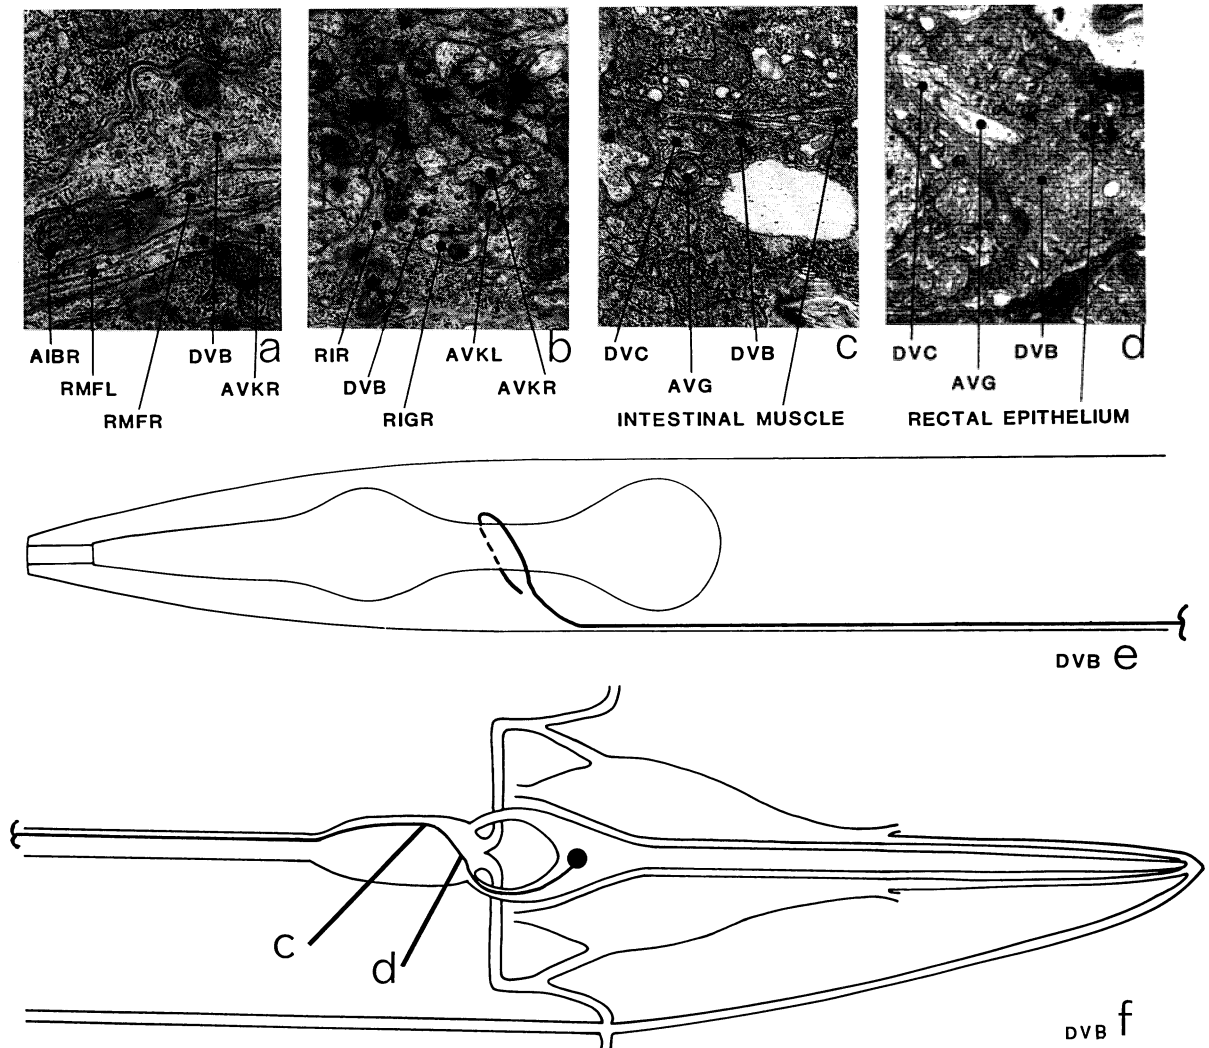 AIBR DVB a
RMFL AVKR
RMFR
RIR AVKL b
DVB AVKR
RIGR
DVC DVB c
AVG
INTESTINAL MUSCLE
DVC DVB d
AVG
RECTAL EPITHELIUM
DVB e
c
d
DVB f